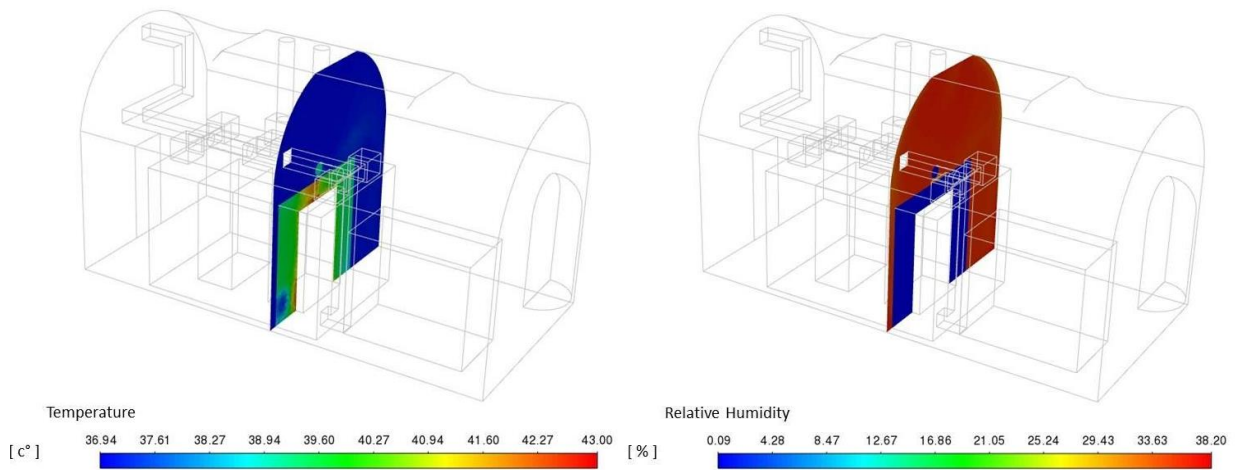 Temperature
[ c° ]
36.94 37.61 38.27 38.94 39.60 40.27 40.94 41.60 42.27 43.00
Relative Humidity
[ % ]
0.09 4.28 8.47 12.67 16.86 21.05 25.24 29.43 33.63 38.20